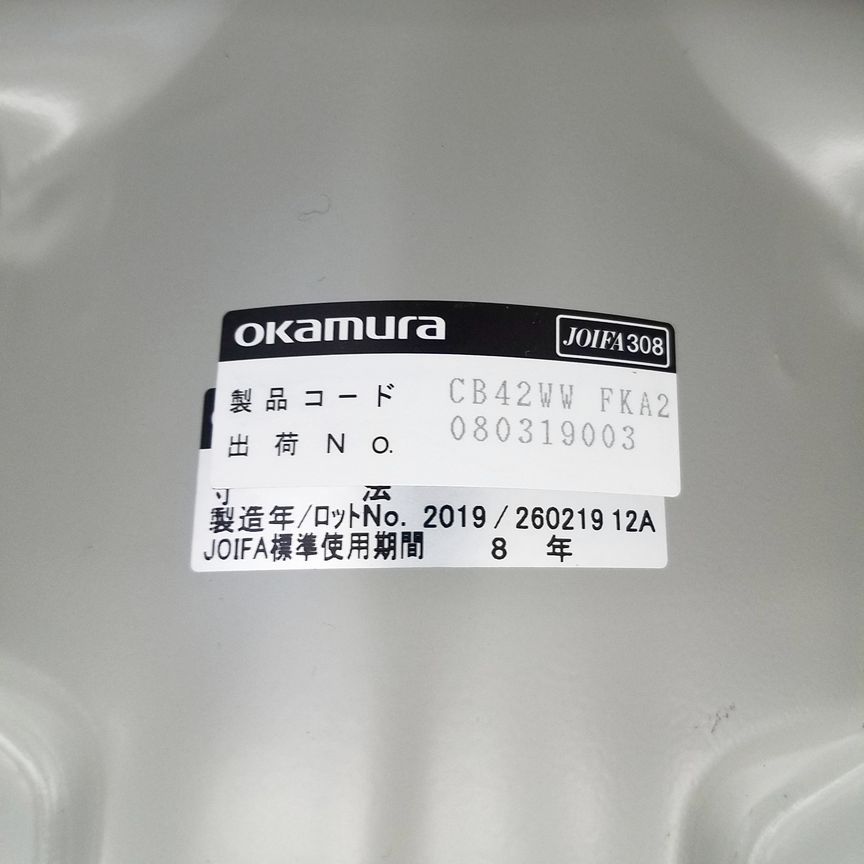 okamura
JOIFA308
製品コード CB42WW FKA2
出荷No. 080319003
寸 法
製造年/ロットNo. 2019 / 260219 12A
JOIFA標準使用期間 8 年